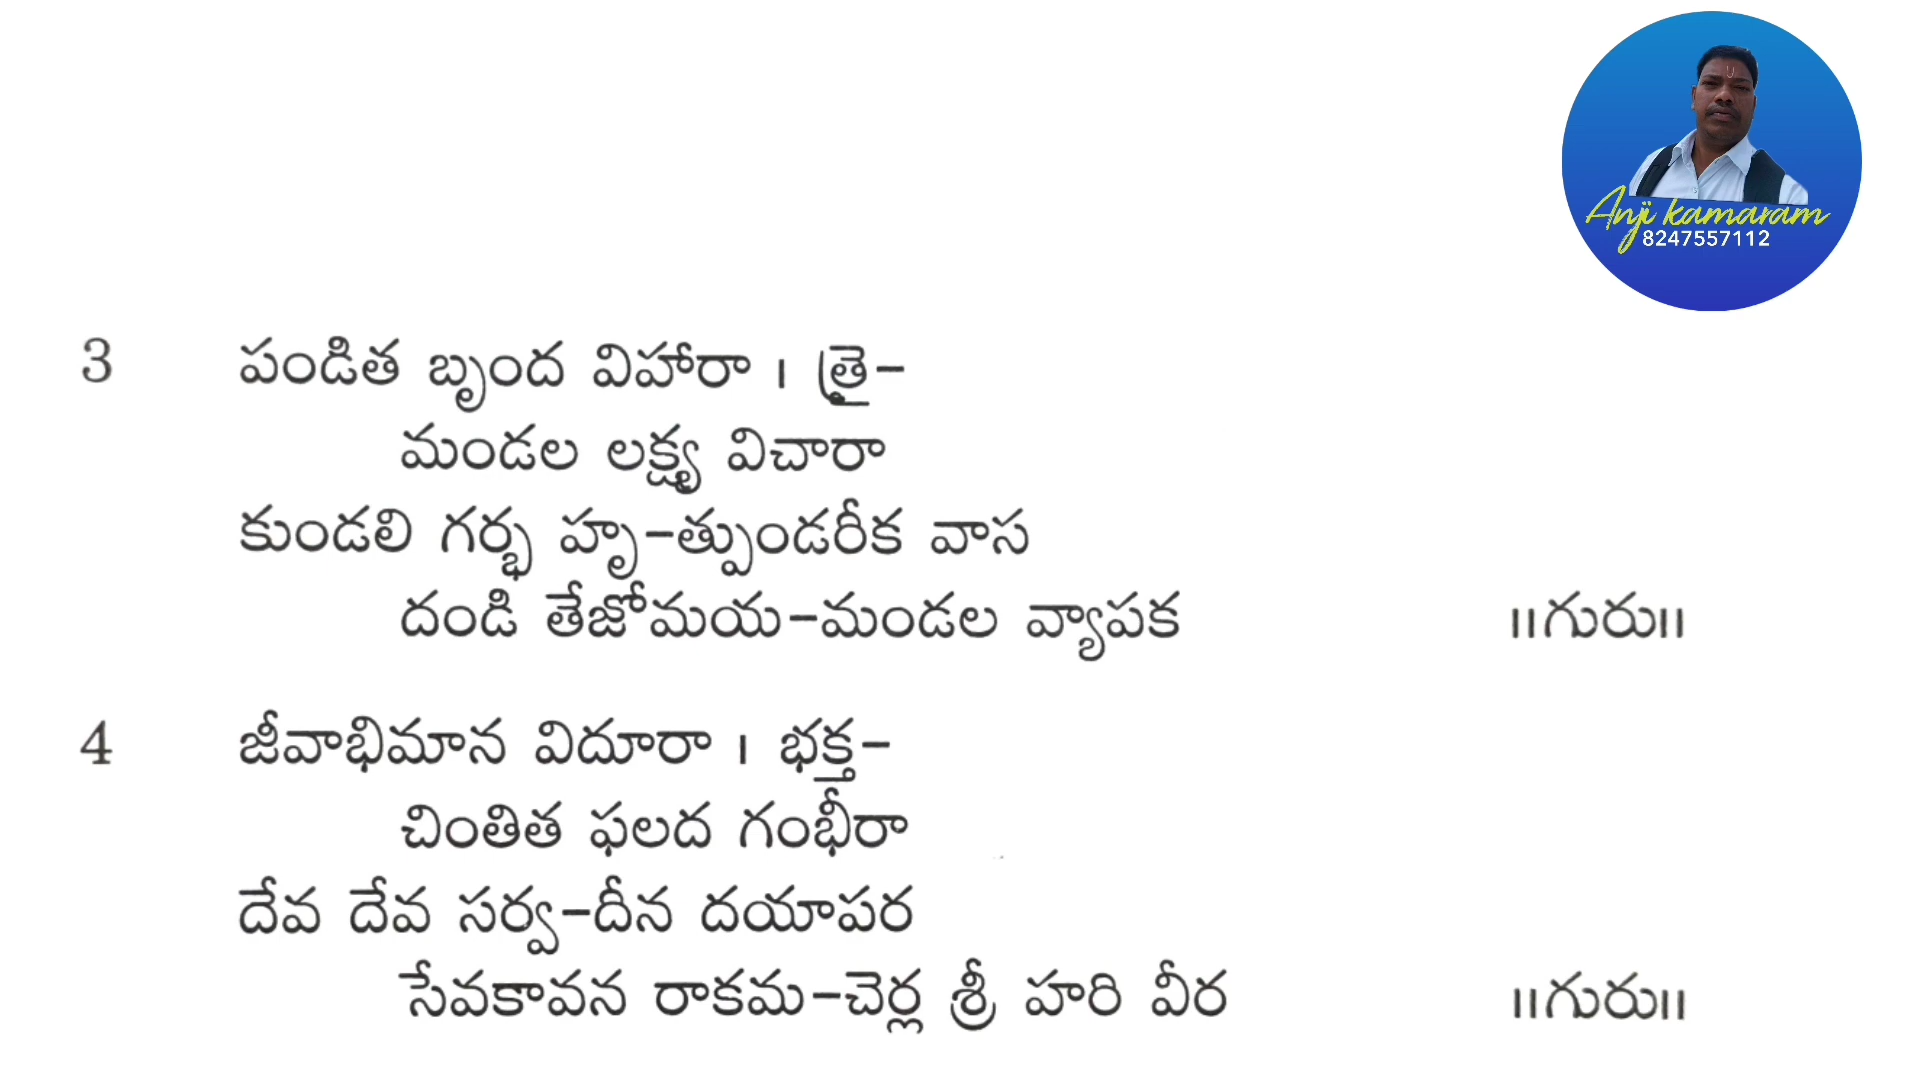 Anji kamaram
8247557112
3 పండిత బృంద విహారా । త్రై-
మండల లక్ష్య విచారా
కుండలి గర్భ హృ-త్పుండరీక వాస
దండి తేజోమయ-మండల వ్యాపక ॥గురు॥
4 జీవాభిమాన విదూరా । భక్త-
చింతిత ఫలద గంభీరా
దేవ దేవ సర్వ-దీన దయాపర
సేవకావన రాకమ-చెర్ల శ్రీ హరి వీర ॥గురు॥